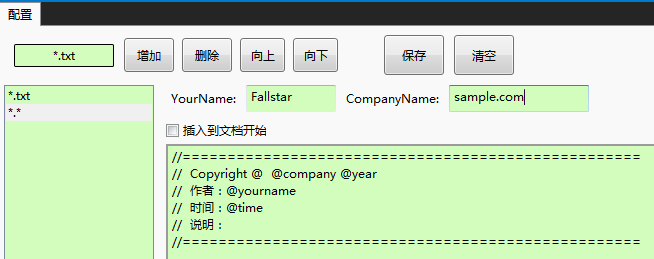 配置
*.txt 增加 删除 向上 向下 保存 清空
*.txt
*.*
YourName: Fallstar CompanyName: sample.com
插入到文档开始
//==================================================
// Copyright @  @company @year
// 作者：@yourname
// 时间：@time
// 说明：
//==================================================